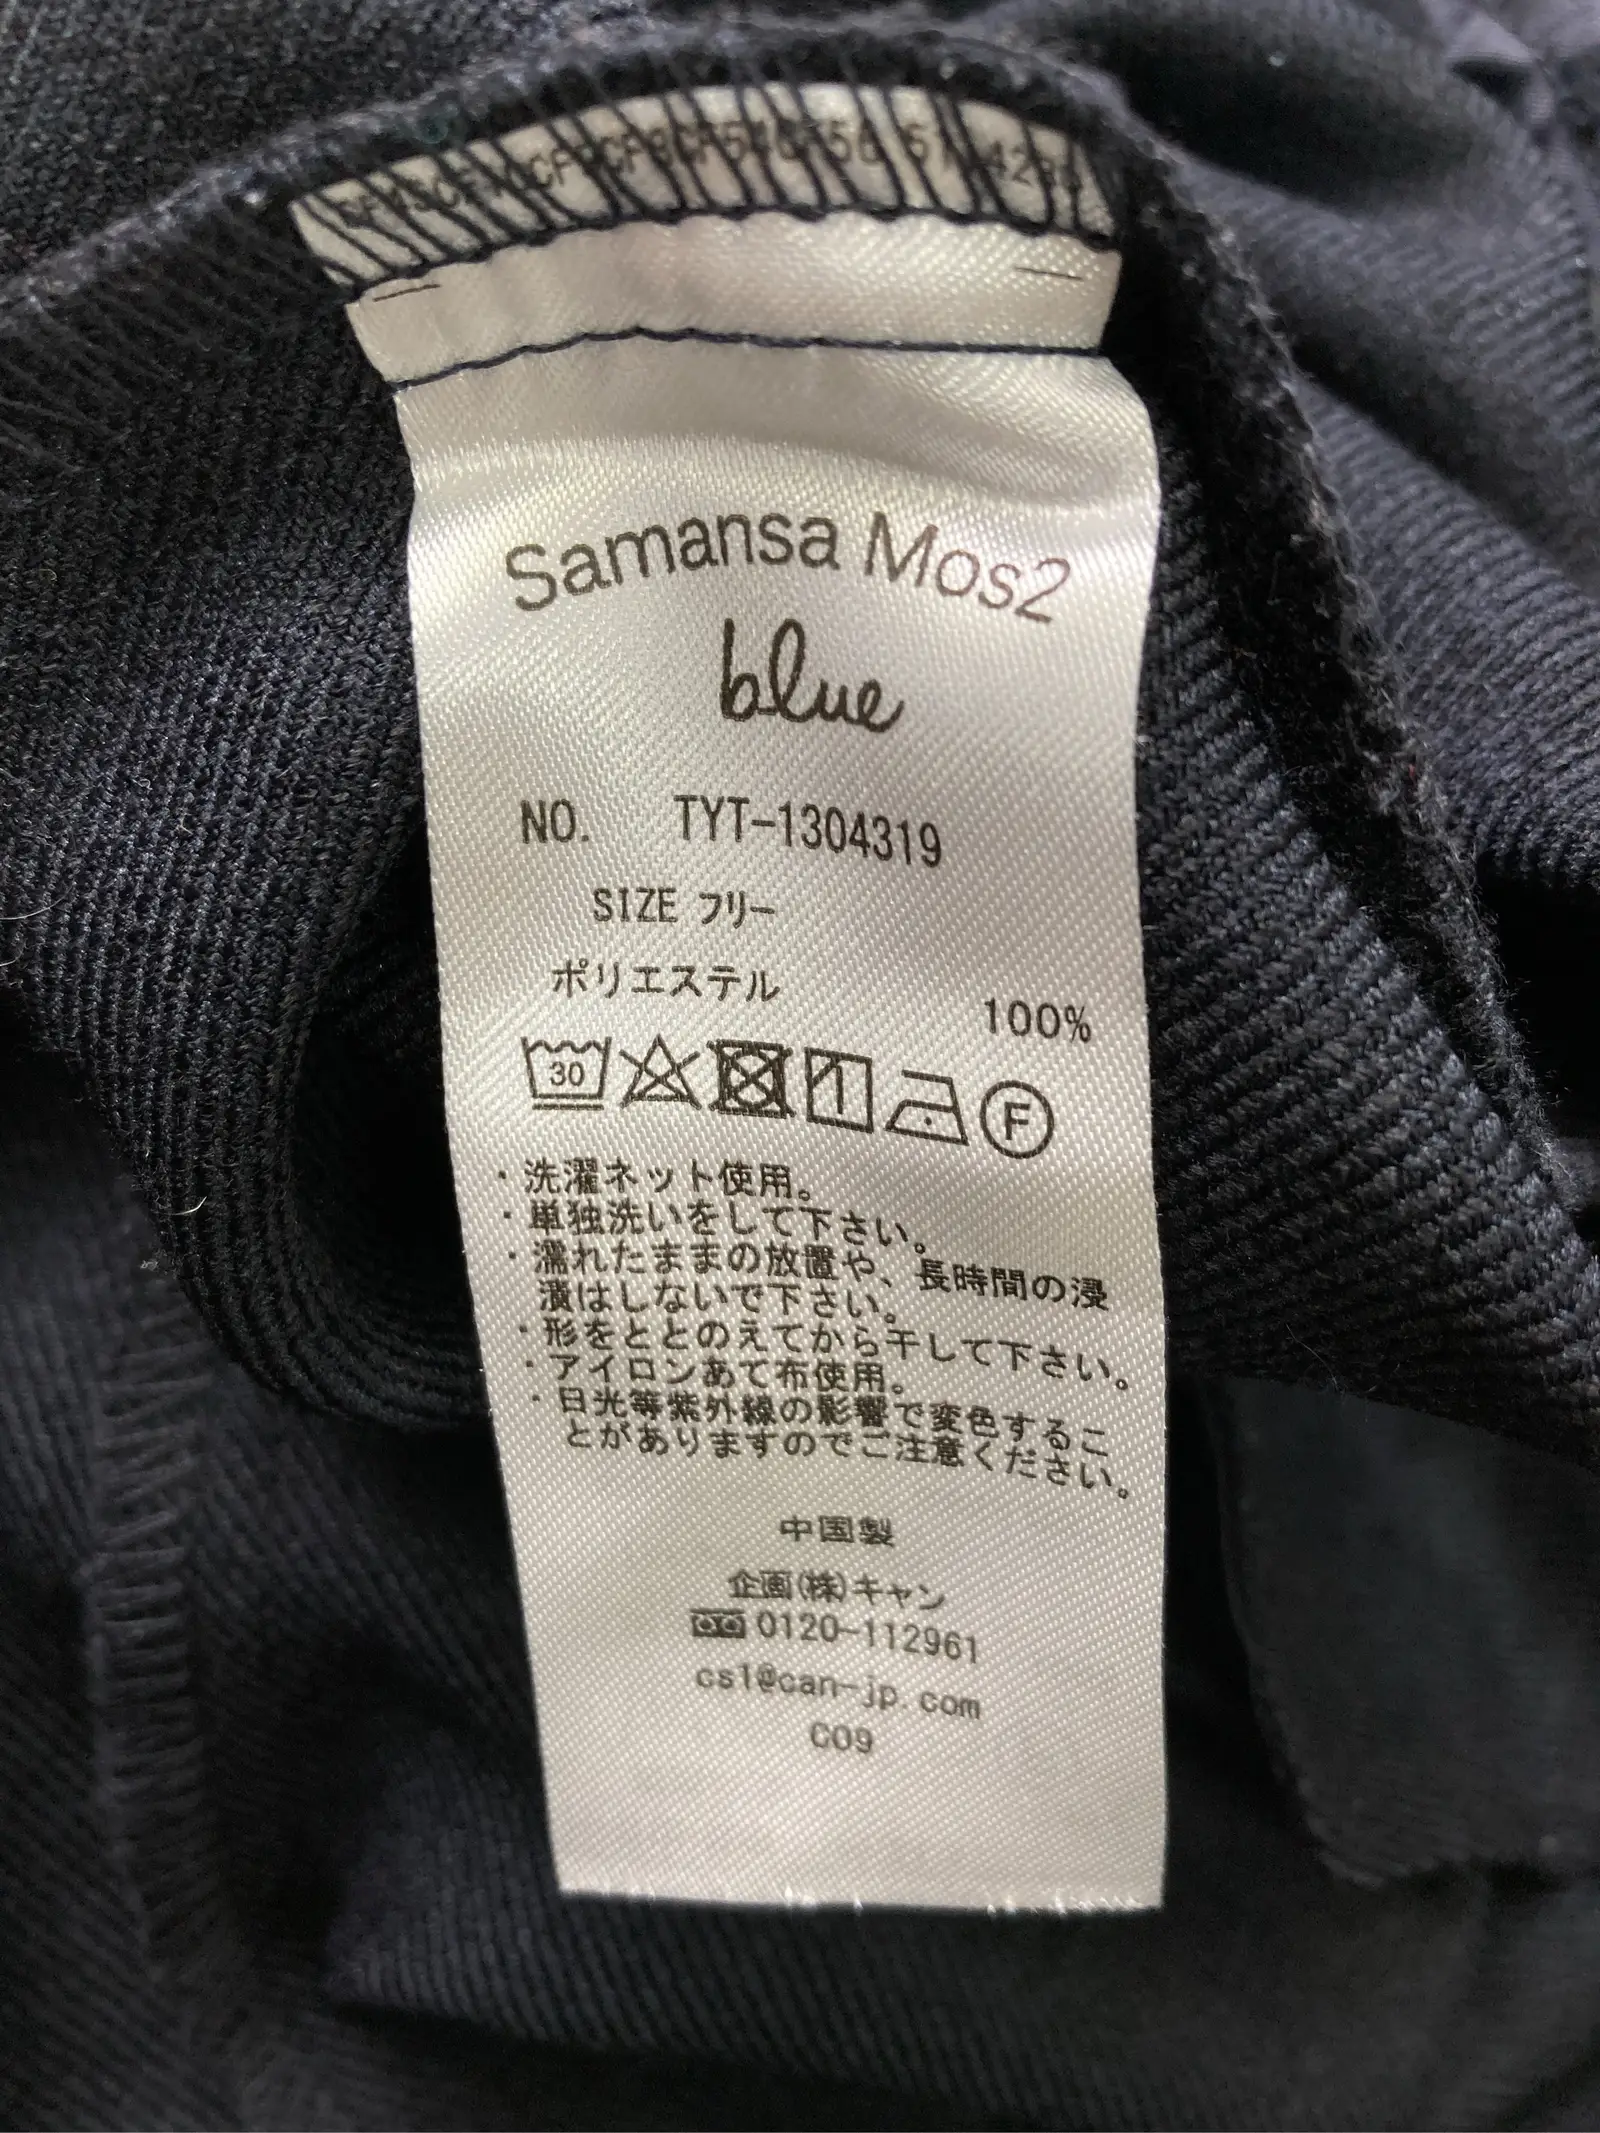 Samansa Mos2
blue
NO. TYT-1304319
SIZE フリー
ポリエステル
100%
30
1
F
・洗濯ネット使用。
・単独洗いをして下さい。
・濡れたままの放置や、長時間の浸
漬はしないで下さい。
・形をととのえてから干して下さい。
・アイロンあて布使用。
・日光等紫外線の影響で変色するこ
とがありますのでご注意ください。
中国製
企画(株)キャン
0120-112961
cs1@can-jp.com
C09